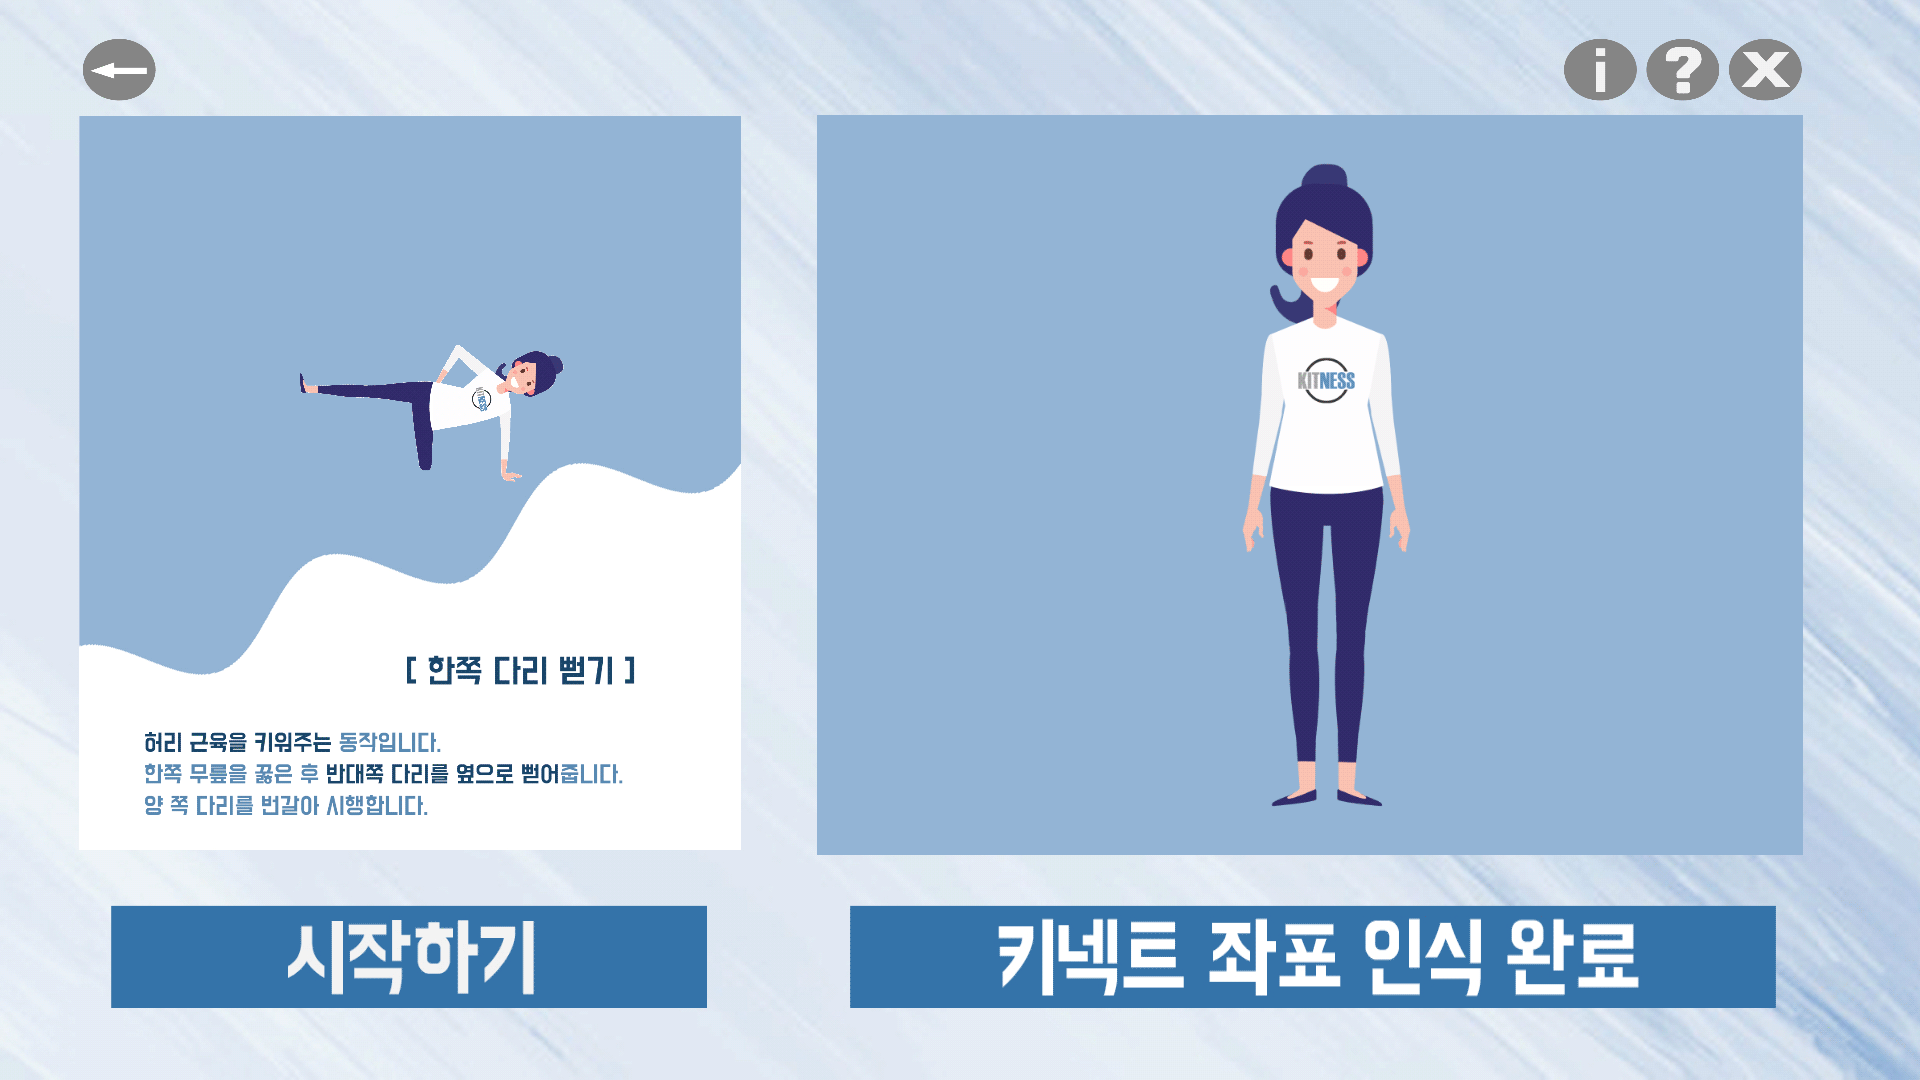 i ? X
KITNESS
KITNESS
[ 한쪽 다리 뻗기 ]
허리 근육을 키워주는 동작입니다.
한쪽 무릎을 꿇은 후 반대쪽 다리를 옆으로 뻗어줍니다.
양 쪽 다리를 번갈아 시행합니다.
시작하기
키넥트 좌표 인식 완료